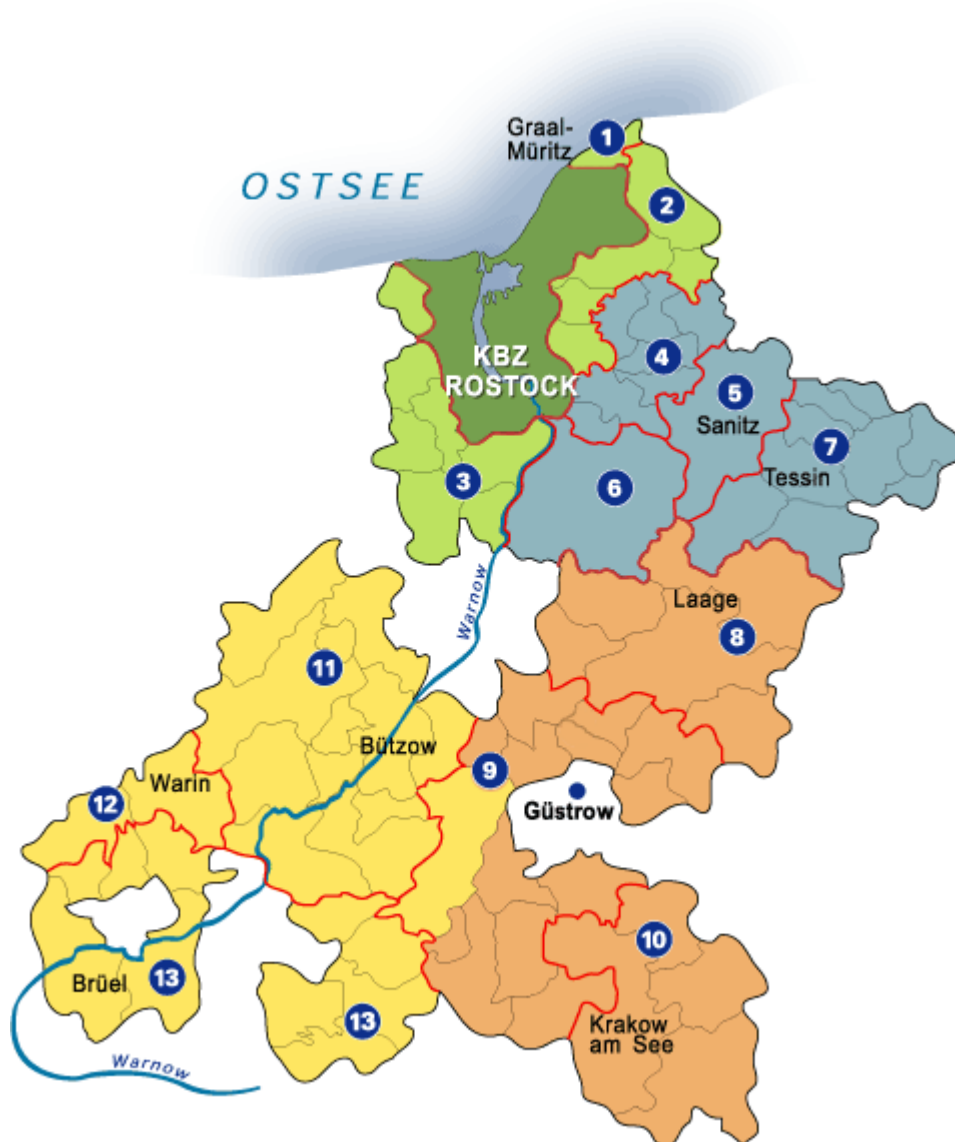 Graal-
Müritz
1
OSTSEE
2
KBZ
ROSTOCK
4
5
Sanitz
7
Tessin
3
6
Warnow
Laage
8
11
Bützow
9
Warin
12
Güstrow
10
Brüel
13
13
Krakow
am See
Warnow